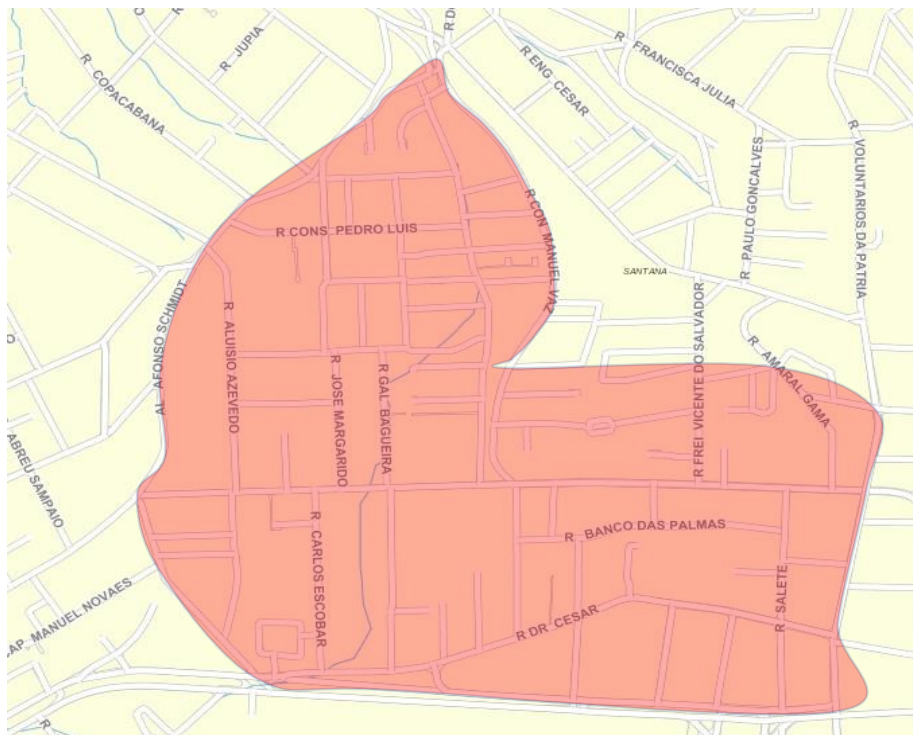 R DO
R JUPIA
R COPACABANA
R ENG CESAR
R FRANCISCA JULIA
R VOLUNTARIOS DA PATRIA
R PAULO GONCALVES
R CON MANUEL VAZ
R CONS PEDRO LUIS
SANTANA
AL AFONSO SCHMIDT
R ALUISIO AZEVEDO
R JOSE MARGARIDO
R GAL BAGUEIRA
R FREI VICENTE DO SALVADOR
R AMARAL GAMA
ABREU SAMPAIO
R CARLOS ESCOBAR
R BANCO DAS PALMAS
R SALETE
CAP MANUEL NOVAES
R DR CESAR
R